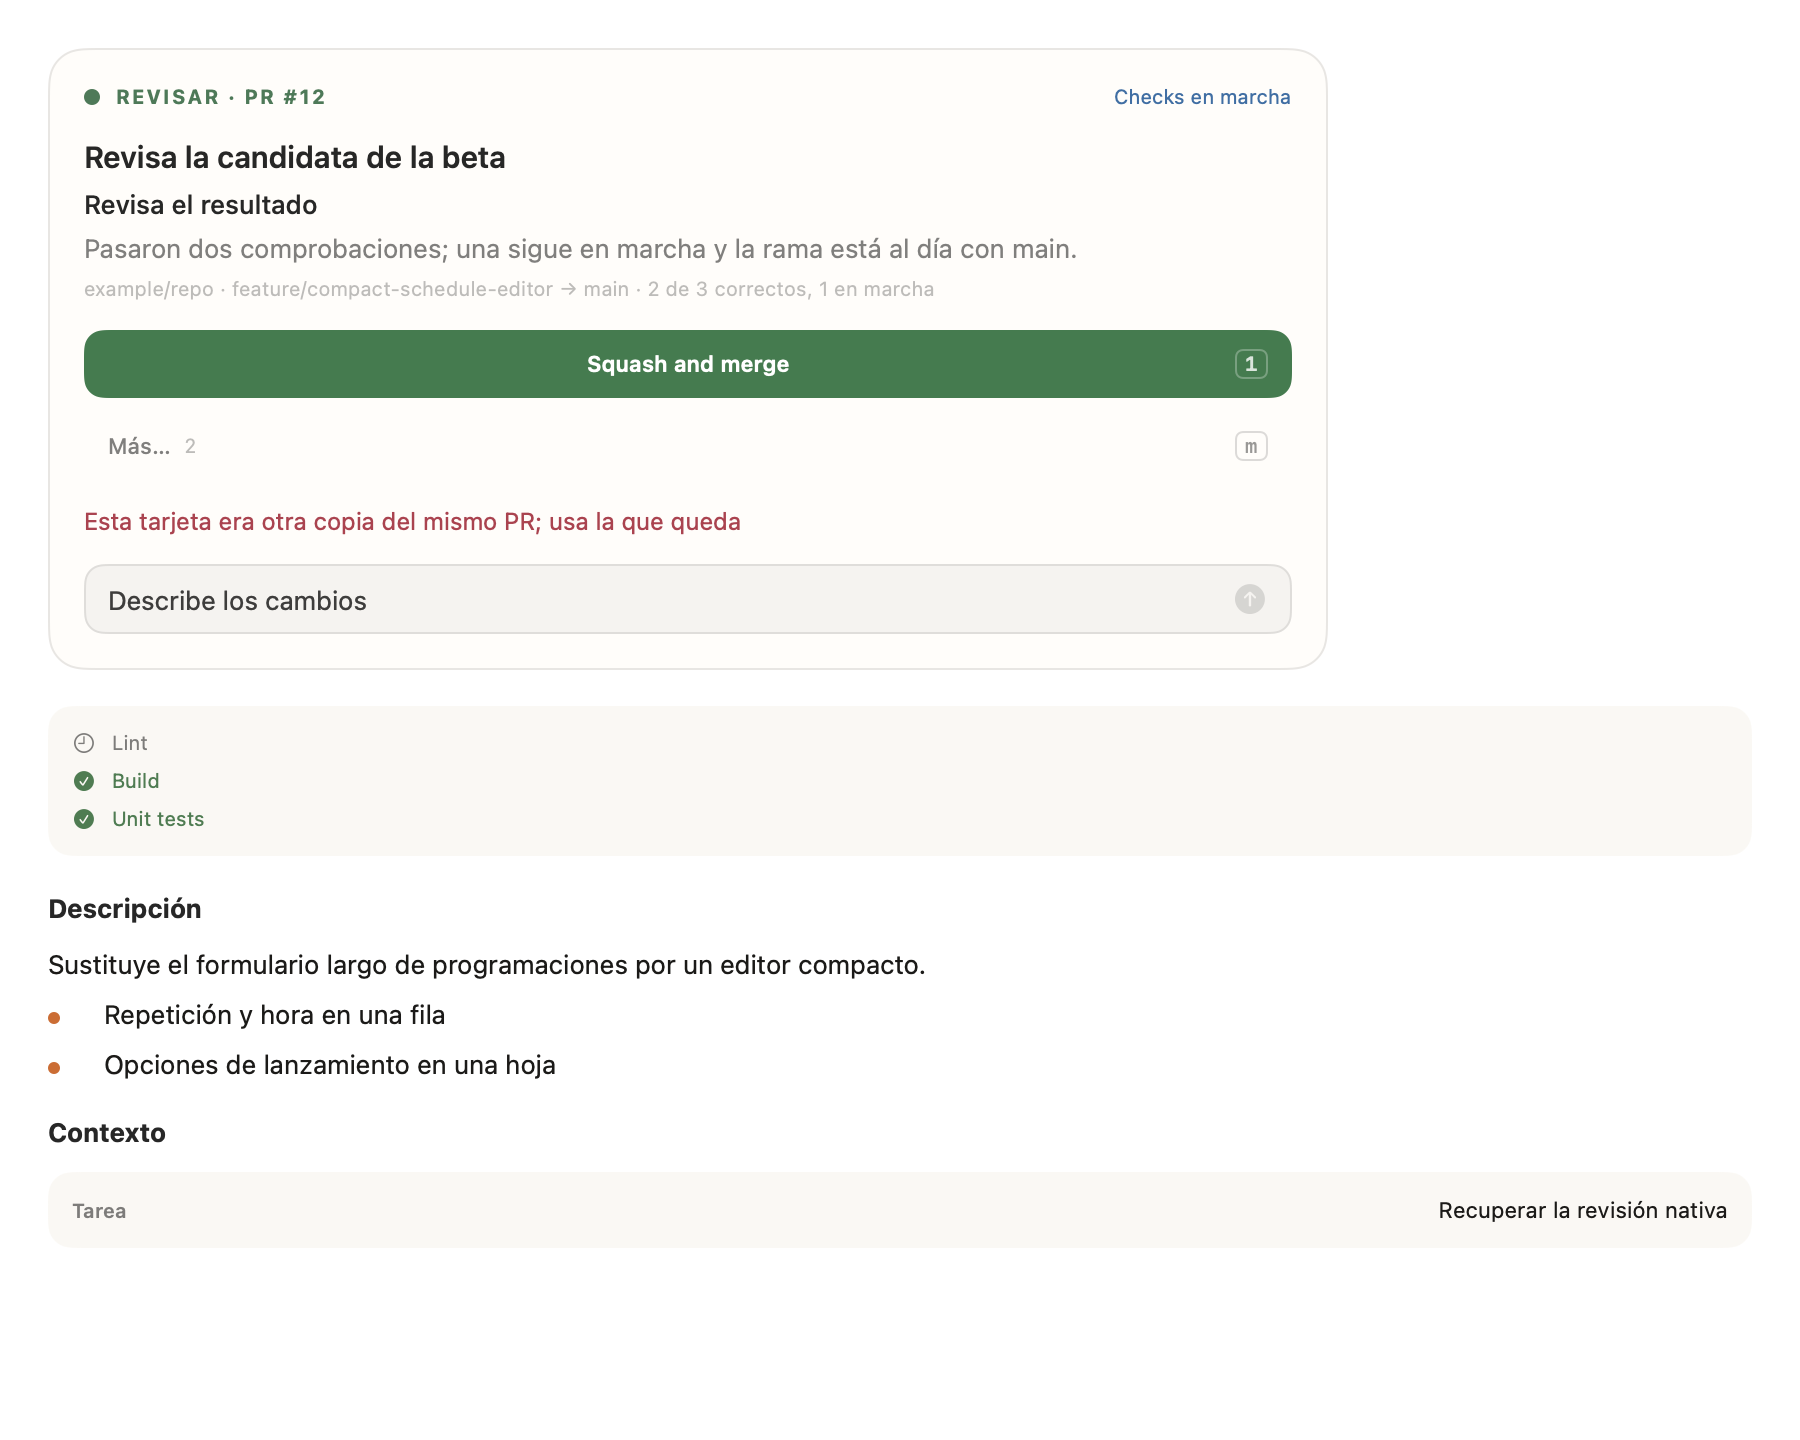 REVISAR · PR #12
Checks en marcha
Revisa la candidata de la beta
Revisa el resultado
Pasaron dos comprobaciones; una sigue en marcha y la rama está al día con main.
example/repo · feature/compact-schedule-editor → main · 2 de 3 correctos, 1 en marcha
Squash and merge 1
Más... 2 m
Esta tarjeta era otra copia del mismo PR; usa la que queda
Describe los cambios
Lint
Build
Unit tests
Descripción
Sustituye el formulario largo de programaciones por un editor compacto.
Repetición y hora en una fila
Opciones de lanzamiento en una hoja
Contexto
Tarea
Recuperar la revisión nativa